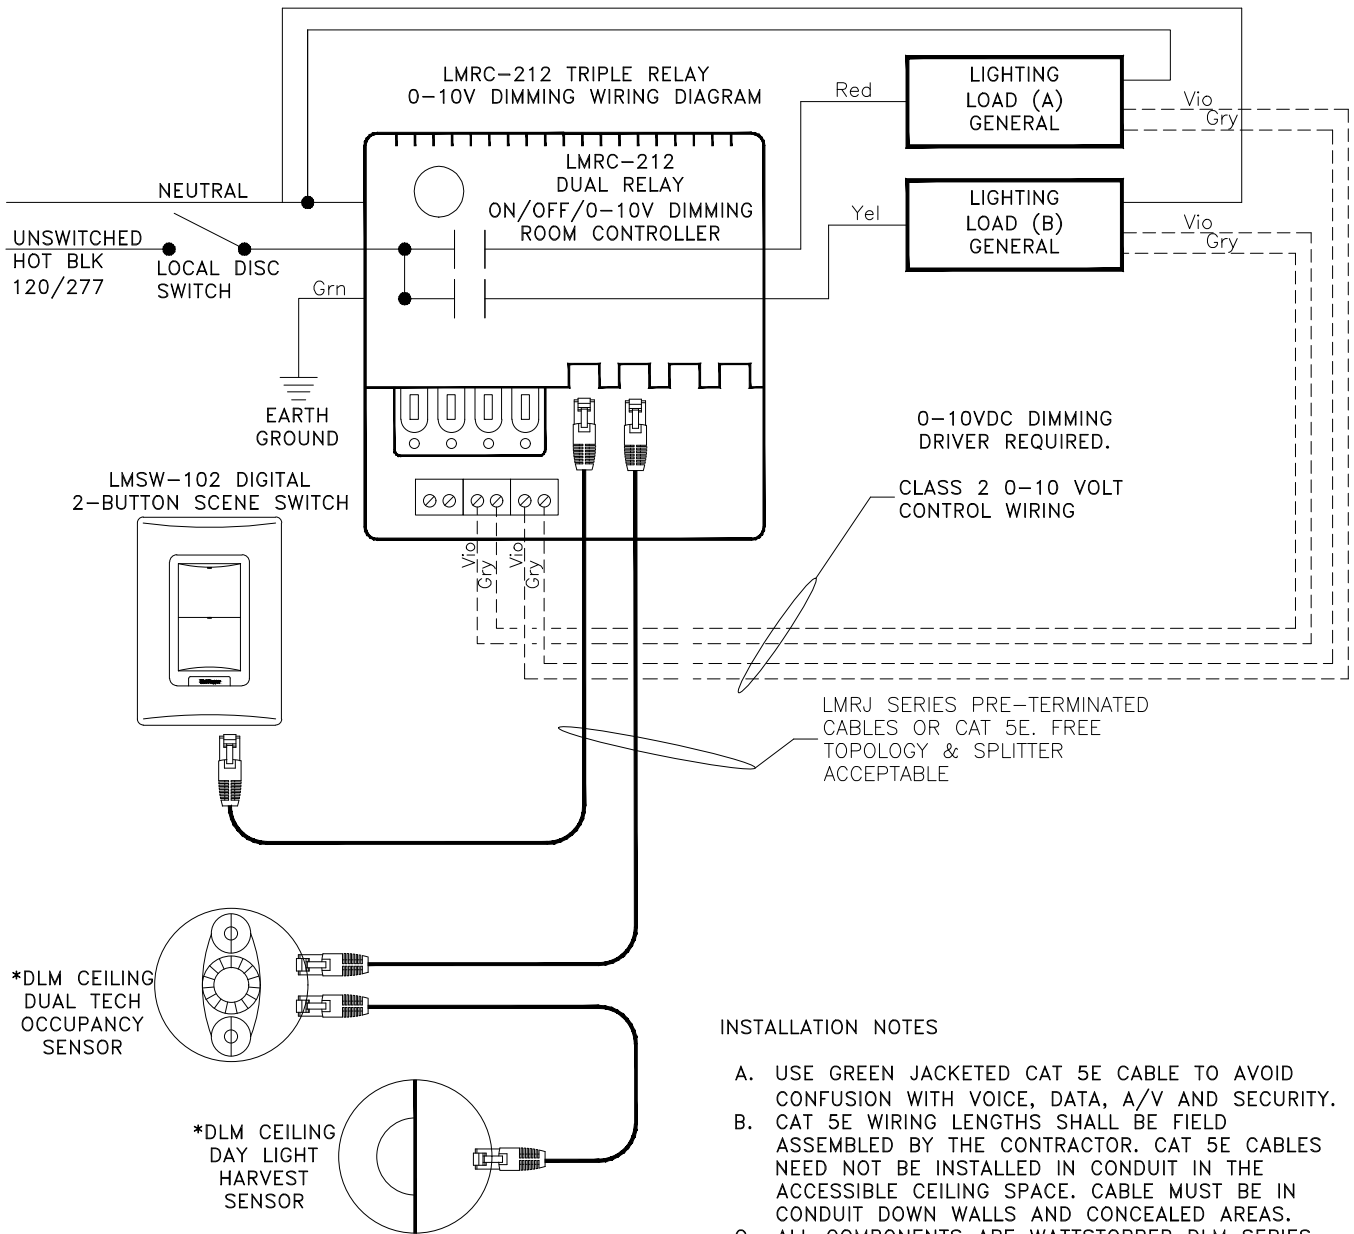 LMRC-212 TRIPLE RELAY
0-10V DIMMING WIRING DIAGRAM
LIGHTING
LOAD (A)
GENERAL
Red
Vio
Gry
LMRC-212
DUAL RELAY
ON/OFF/0-10V DIMMING
ROOM CONTROLLER
NEUTRAL
UNSWITCHED
HOT BLK
120/277
LOCAL DISC
SWITCH
Grn
EARTH
GROUND
LIGHTING
LOAD (B)
GENERAL
Yel
Vio
Gry
0-10VDC DIMMING
DRIVER REQUIRED.
CLASS 2 0-10 VOLT
CONTROL WIRING
LMSW-102 DIGITAL
2-BUTTON SCENE SWITCH
Vio
Gry
Vio
Gry
LMRJ SERIES PRE-TERMINATED
CABLES OR CAT 5E. FREE
TOPOLOGY & SPLITTER
ACCEPTABLE
*DLM CEILING
DUAL TECH
OCCUPANCY
SENSOR
*DLM CEILING
DAY LIGHT
HARVEST
SENSOR
INSTALLATION NOTES
A. USE GREEN JACKETED CAT 5E CABLE TO AVOID
CONFUSION WITH VOICE, DATA, A/V AND SECURITY.
B. CAT 5E WIRING LENGTHS SHALL BE FIELD
ASSEMBLED BY THE CONTRACTOR. CAT 5E CABLES
NEED NOT BE INSTALLED IN CONDUIT IN THE
ACCESSIBLE CEILING SPACE. CABLE MUST BE IN
CONDUIT DOWN WALLS AND CONCEALED AREAS.
C. ALL COMPONENTS ARE WATTSTOPPER DLM SERIES